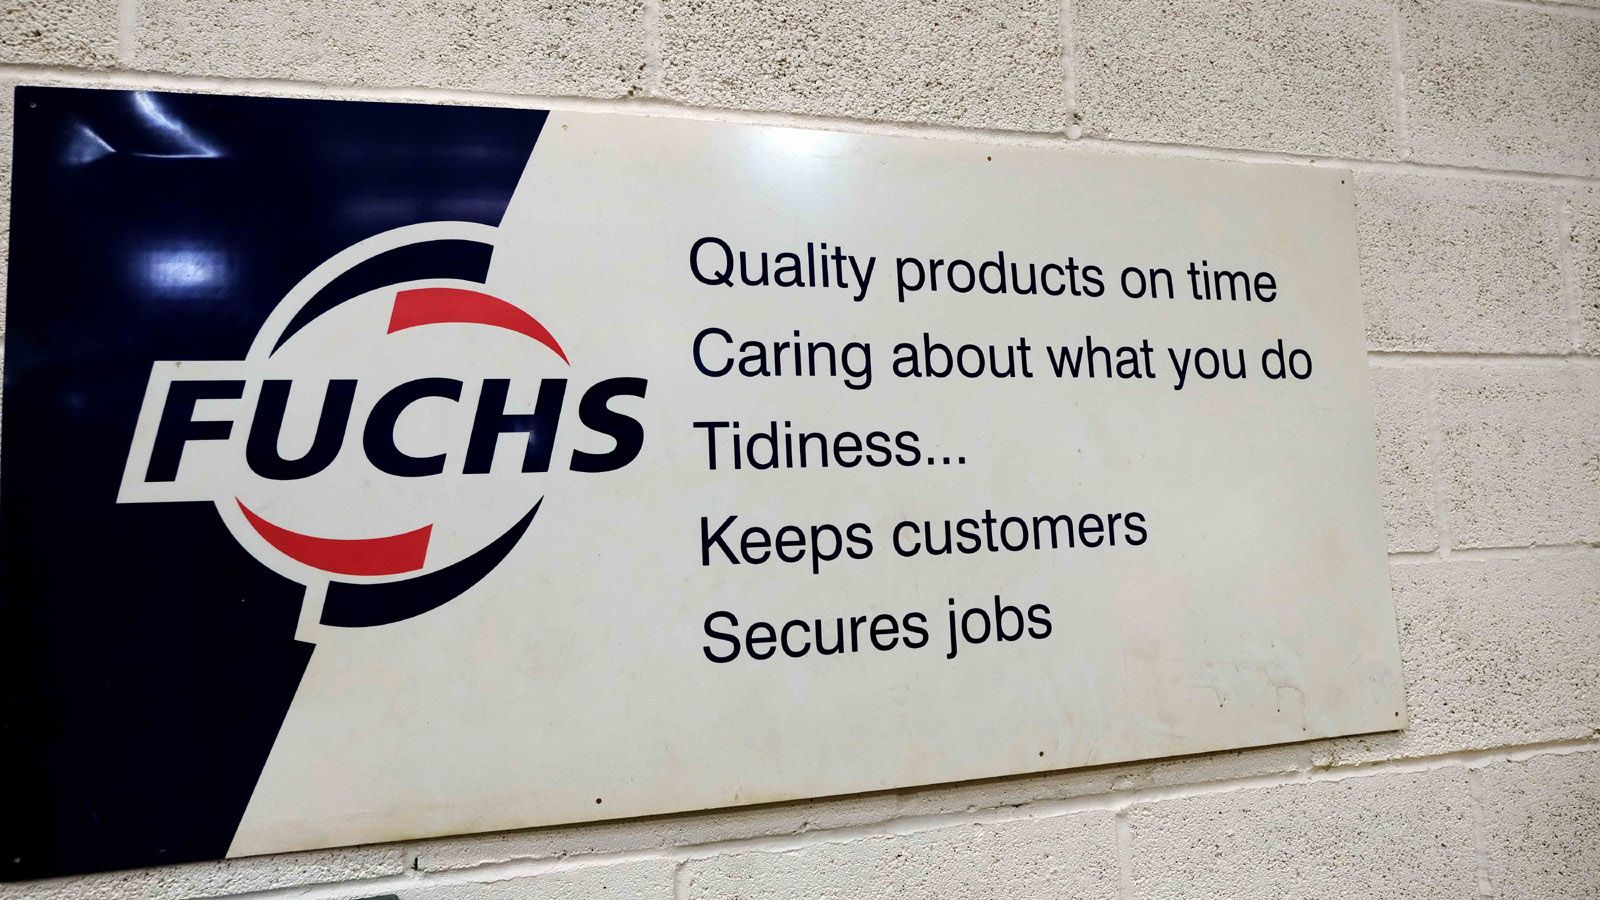 FUCHS
Quality products on time
Caring about what you do
Tidiness...
Keeps customers
Secures jobs